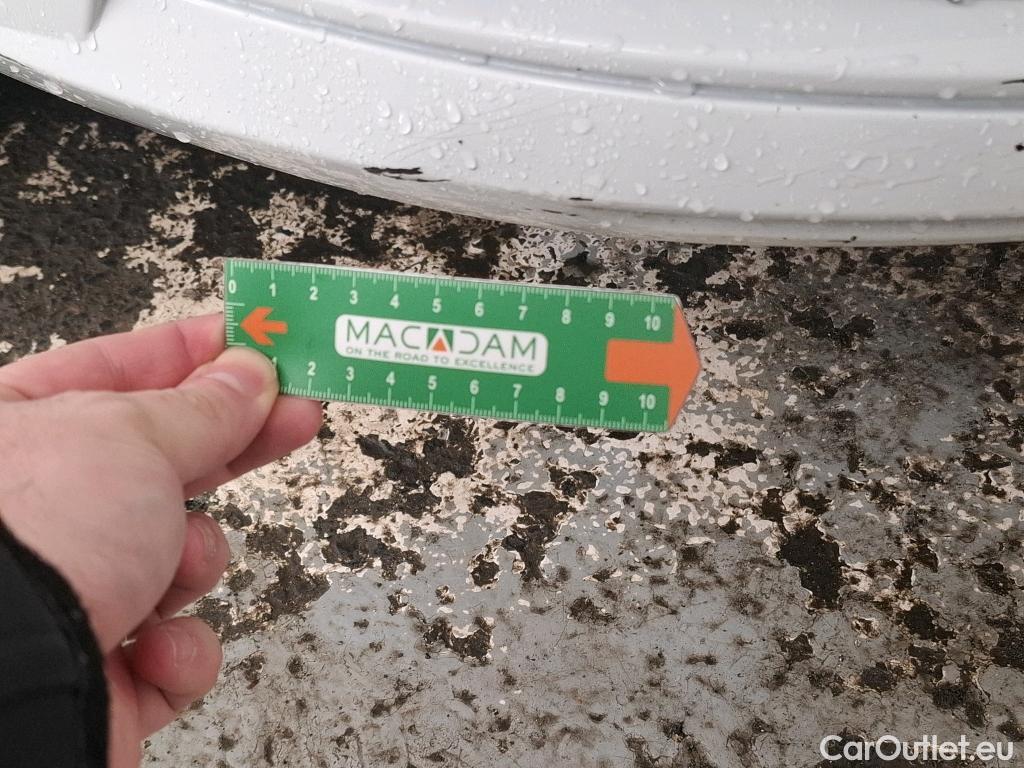 0 1 2 3 4 5 6 7 8 9 10
MACADAM
ON THE ROAD TO EXCELLENCE
1 2 3 4 5 6 7 8 9 10
CarOutlet.eu